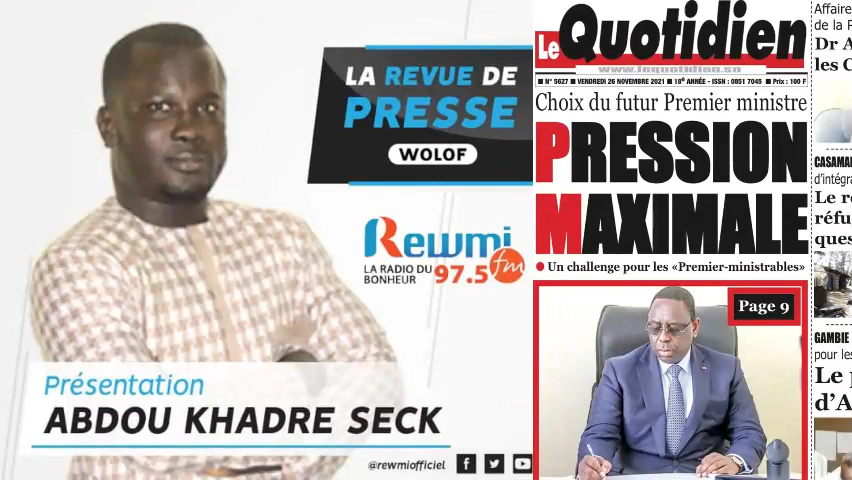 LA REVUE DE
PRESSE
WOLOF
Rewmi fm
LA RADIO DU
BONHEUR
97.5
Présentation
ABDOU KHADRE SECK
@rewmiofficiel
Le Quotidien
www.lequotidien.sn
■ N° 5627 ■ VENDREDI 26 NOVEMBRE 2021 ■ 18e ANNÉE - ISSN : 0851 7045 ■ Prix : 100 F
Choix du futur Premier ministre
PRESSION
MAXIMALE
● Un challenge pour les «Premier-ministrables»
Page 9
Affaire
de la P
Dr A
les C
CASAMA
d'intégra
Le r
réfu
ques
GAMBIE
pour les
Le p
d'A